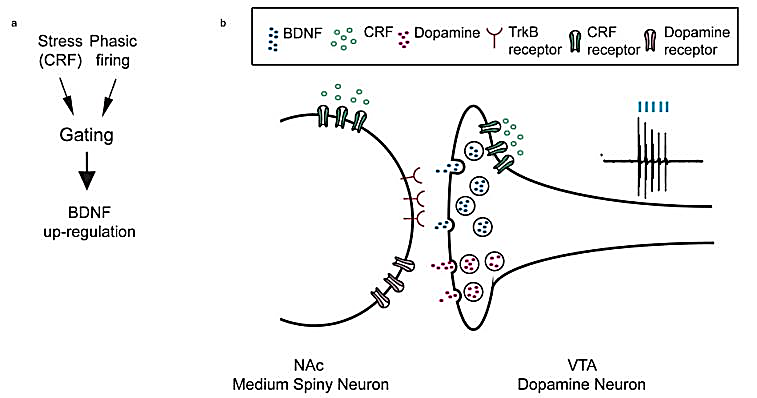 a
Stress Phasic
(CRF) firing
Gating
BDNF
up-regulation
b
BDNF CRF Dopamine TrkB receptor CRF receptor Dopamine receptor
NAc
Medium Spiny Neuron
VTA
Dopamine Neuron